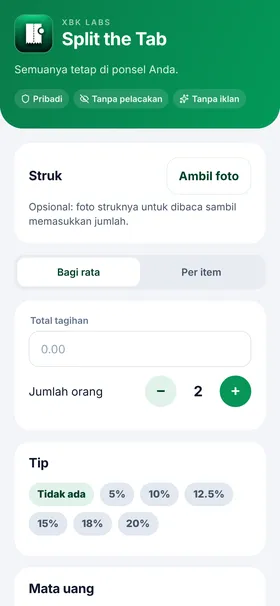 XBK LABS
Split the Tab
Semuanya tetap di ponsel Anda.
Pribadi
Tanpa pelacakan
Tanpa iklan
Struk
Ambil foto
Opsional: foto struknya untuk dibaca sambil
memasukkan jumlah.
Bagi rata
Per item
Total tagihan
0.00
Jumlah orang
− 2 +
Tip
Tidak ada 5% 10% 12.5%
15% 18% 20%
Mata uang